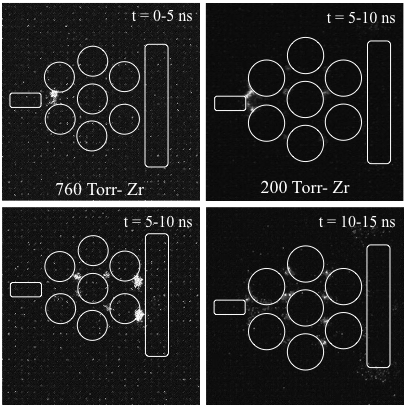 t = 0-5 ns
t = 5-10 ns
760 Torr- Zr
200 Torr- Zr
t = 5-10 ns
t = 10-15 ns